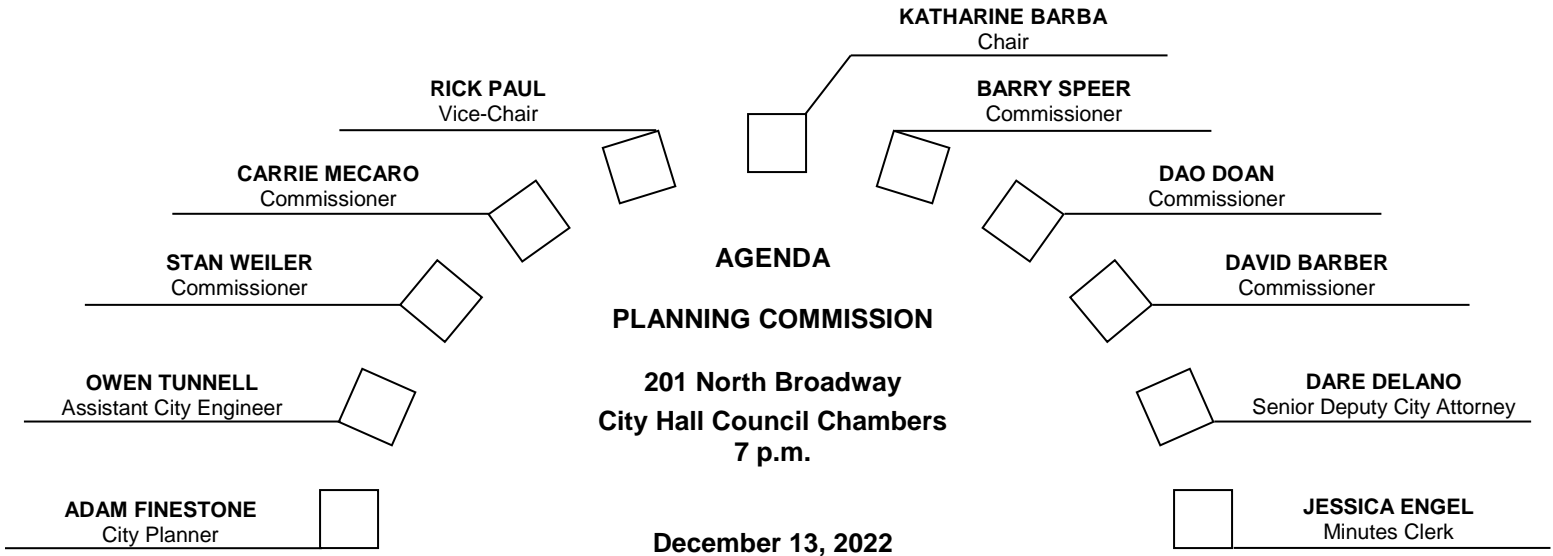 KATHARINE BARBA
Chair
RICK PAUL
Vice-Chair
BARRY SPEER
Commissioner
CARRIE MECARO
Commissioner
DAO DOAN
Commissioner
STAN WEILER
Commissioner
AGENDA
DAVID BARBER
Commissioner
PLANNING COMMISSION
OWEN TUNNELL
Assistant City Engineer
201 North Broadway
City Hall Council Chambers
7 p.m.
DARE DELANO
Senior Deputy City Attorney
ADAM FINESTONE
City Planner
December 13, 2022
JESSICA ENGEL
Minutes Clerk